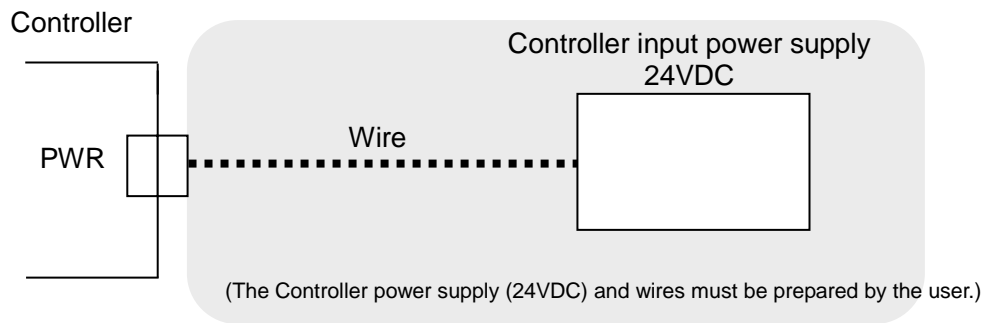 Controller
Controller input power supply
24VDC
Wire
PWR
(The Controller power supply (24VDC) and wires must be prepared by the user.)